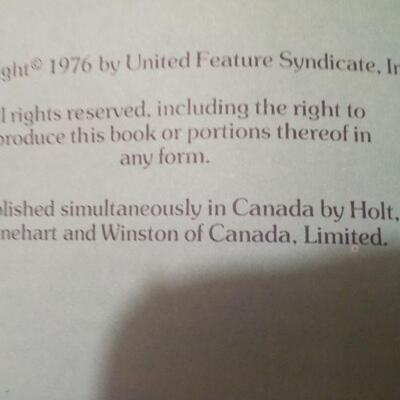 ght © 1976 by United Feature Syndicate, In
l rights reserved, including the right to
produce this book or portions thereof in
any form.
lished simultaneously in Canada by Holt,
nehart and Winston of Canada, Limited.